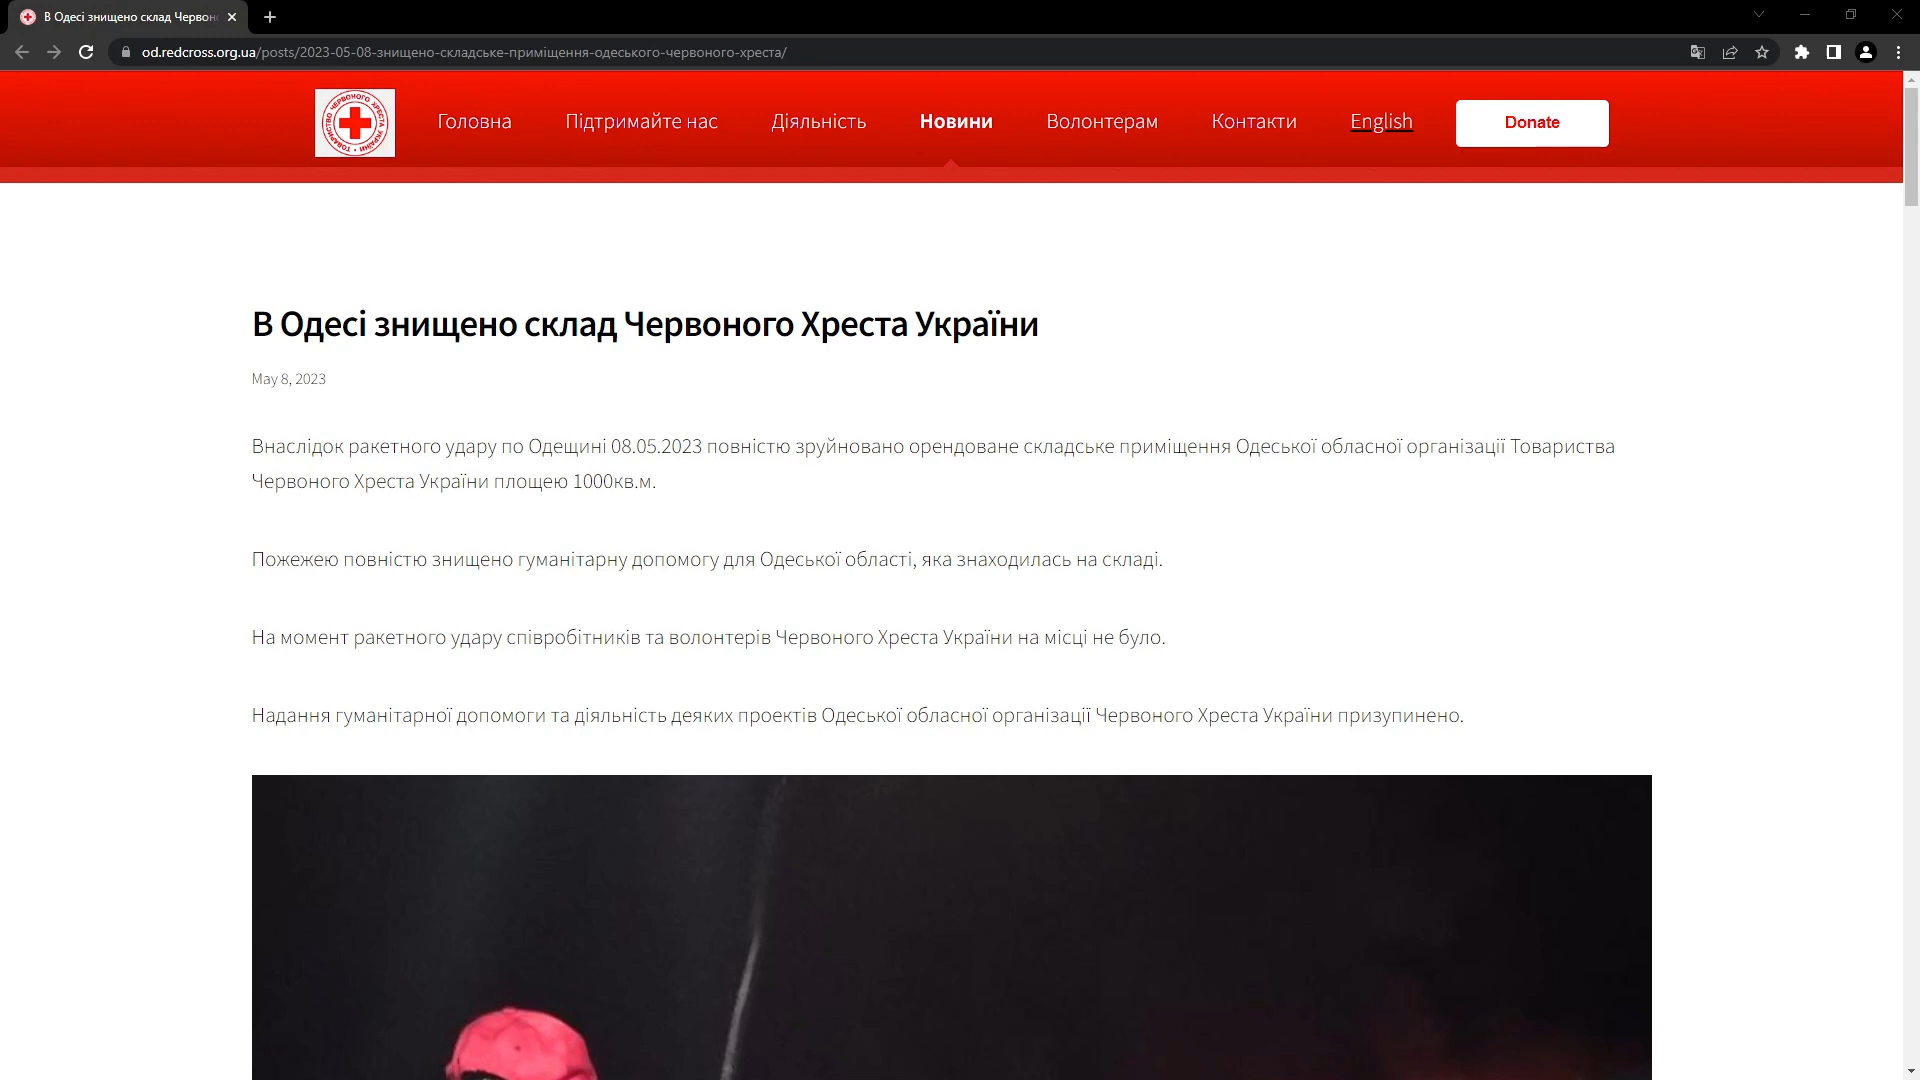 В Одесі знищено склад Червон
od.redcross.org.ua/posts/2023-05-08-знищено-складське-приміщення-одеського-червоного-хреста/
ТОВАРИСТВО ЧЕРВОНОГО ХРЕСТА УКРАЇНИ
Головна Підтримайте нас Діяльність Новини Волонтерам Контакти English Donate
В Одесі знищено склад Червоного Хреста України
May 8, 2023
Внаслідок ракетного удару по Одещині 08.05.2023 повністю зруйновано орендоване складське приміщення Одеської обласної організації Товариства
Червоного Хреста України площею 1000кв.м.
Пожежею повністю знищено гуманітарну допомогу для Одеської області, яка знаходилась на складі.
На момент ракетного удару співробітників та волонтерів Червоного Хреста України на місці не було.
Надання гуманітарної допомоги та діяльність деяких проектів Одеської обласної організації Червоного Хреста України призупинено.